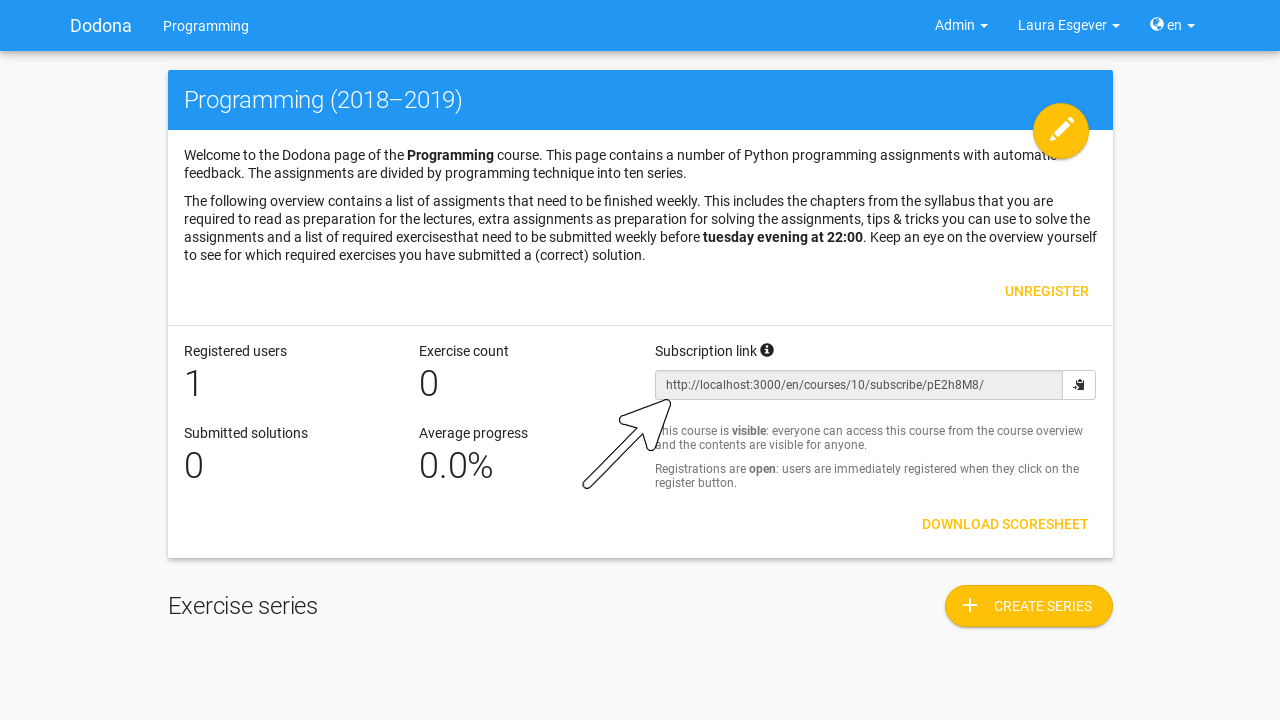 Dodona Programming Admin Laura Esgever en
Programming (2018–2019)
Welcome to the Dodona page of the Programming course. This page contains a number of Python programming assignments with automatic
feedback. The assignments are divided by programming technique into ten series.
The following overview contains a list of assigments that need to be finished weekly. This includes the chapters from the syllabus that you are
required to read as preparation for the lectures, extra assignments as preparation for solving the assignments, tips & tricks you can use to solve the
assignments and a list of required exercisesthat need to be submitted weekly before tuesday evening at 22:00. Keep an eye on the overview yourself
to see for which required exercises you have submitted a (correct) solution.
UNREGISTER
Registered users
1
Exercise count
0
Subscription link
http://localhost:3000/en/courses/10/subscribe/pE2h8M8/
Submitted solutions
0
Average progress
0.0%
This course is visible: everyone can access this course from the course overview
and the contents are visible for anyone.
Registrations are open: users are immediately registered when they click on the
register button.
DOWNLOAD SCORESHEET
Exercise series
CREATE SERIES